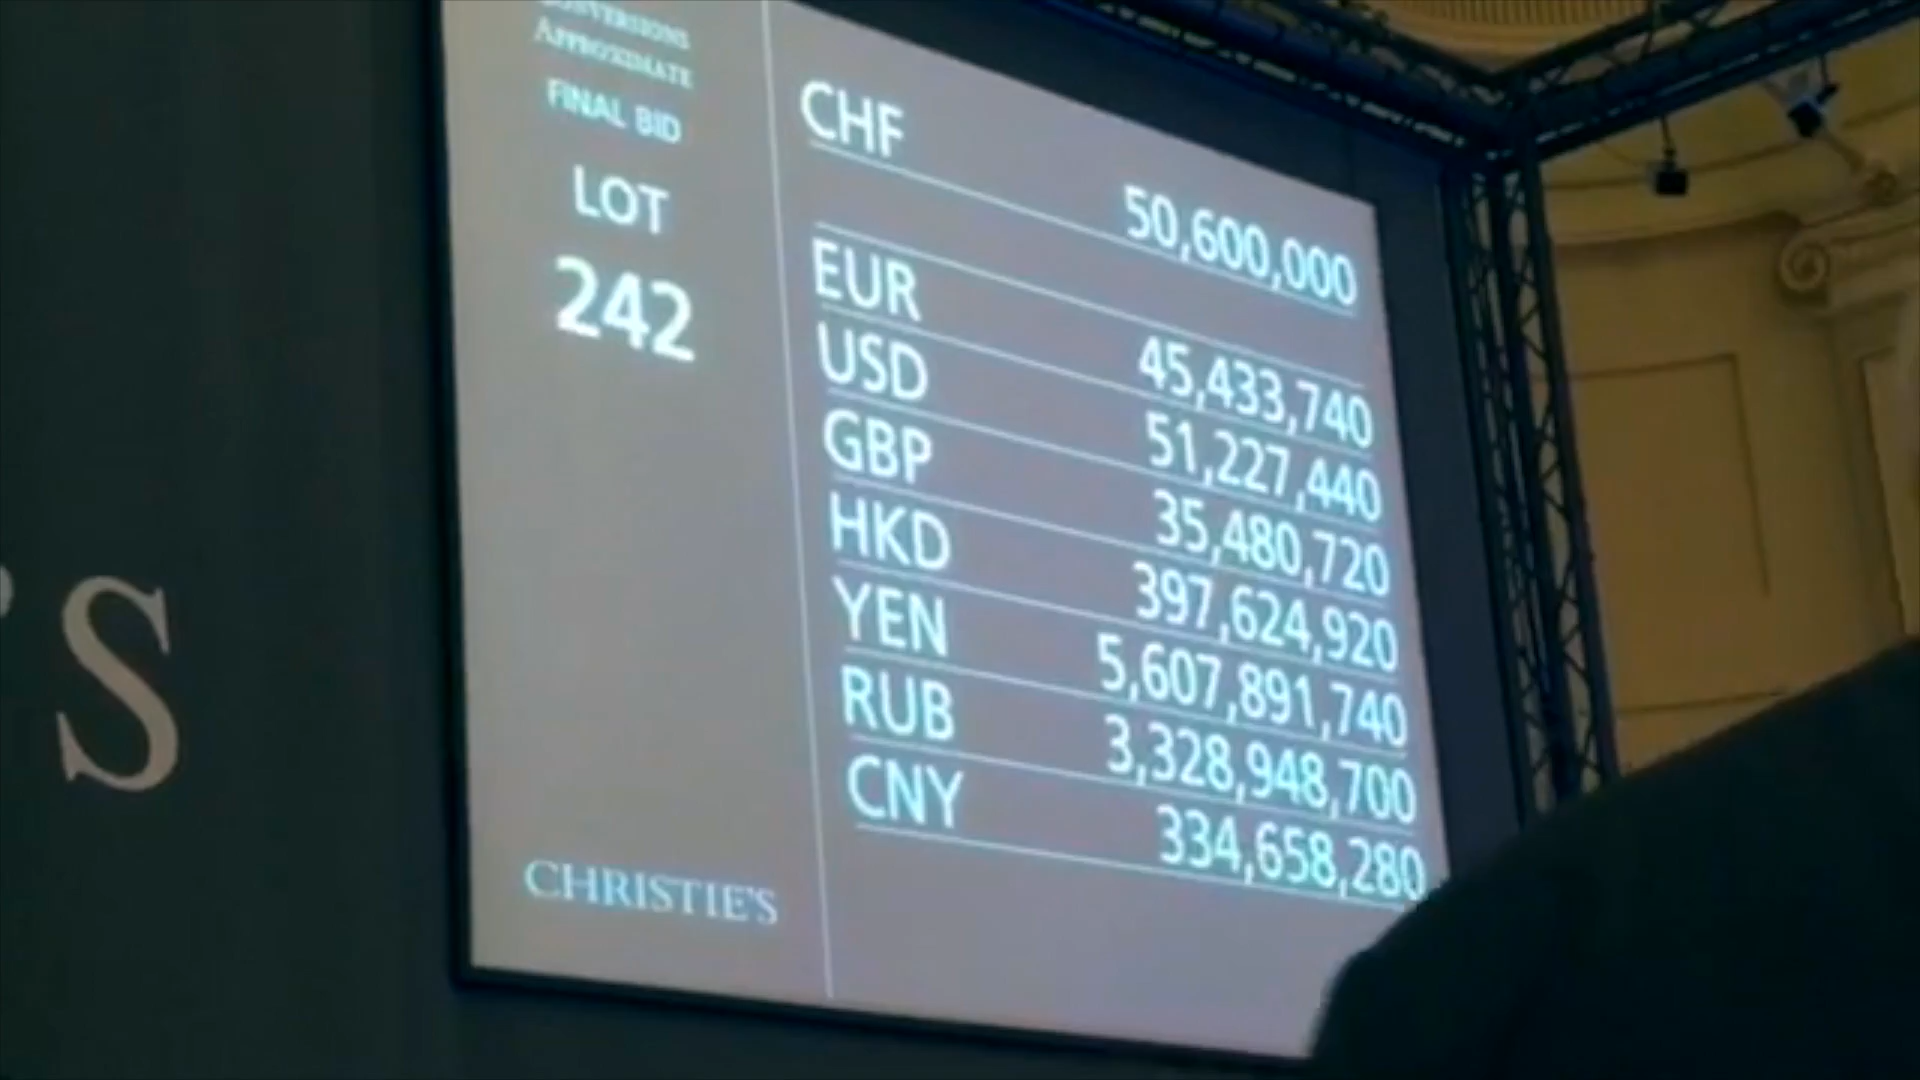 CONVERSIONS
APPROXIMATE
FINAL BID
LOT
242
CHF 50,600,000
EUR 45,433,740
USD 51,227,440
GBP 35,480,720
HKD 397,624,920
YEN 5,607,891,740
RUB 3,328,948,700
CNY 334,658,280
CHRISTIE'S
'S